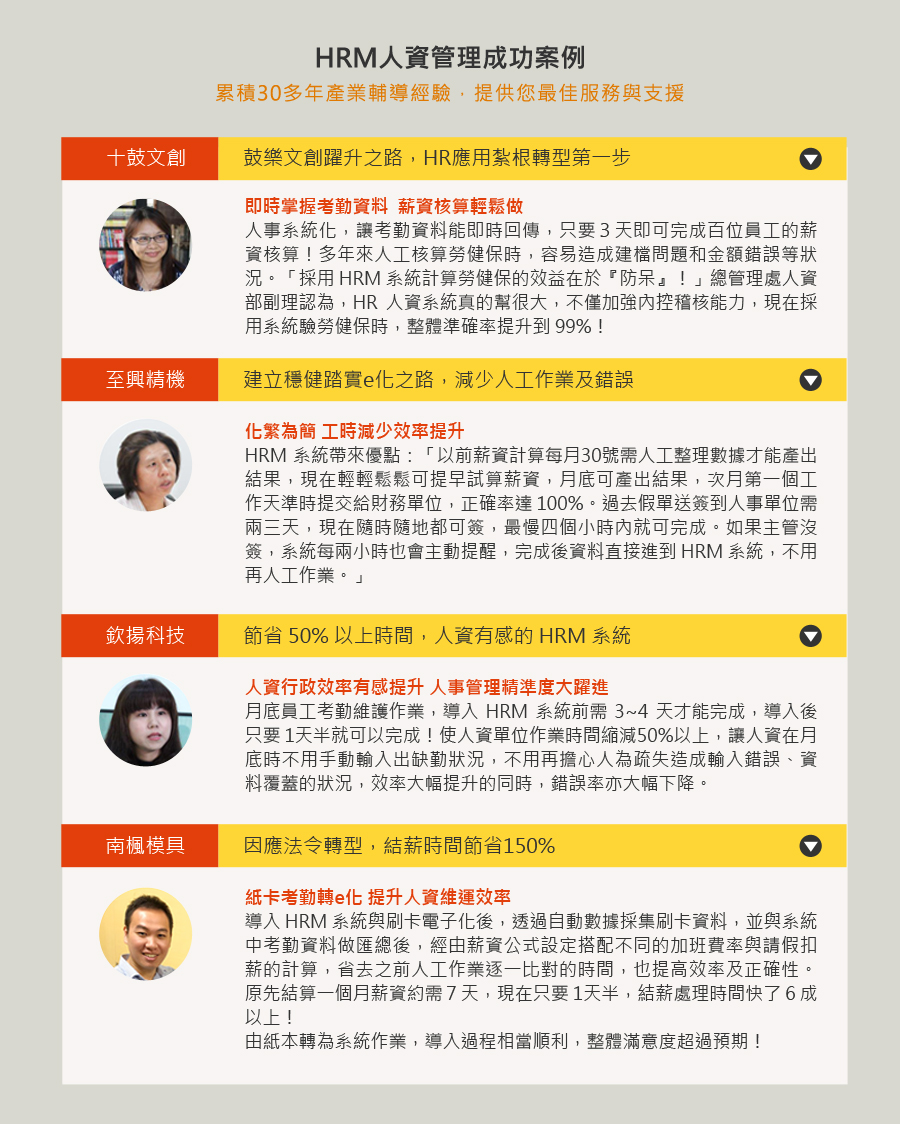 HRM人資管理成功案例
累積30多年產業輔導經驗，提供您最佳服務與支援
十鼓文創 鼓樂文創躍升之路，HR應用紮根轉型第一步
即時掌握考勤資料 薪資核算輕鬆做
人事系統化，讓考勤資料能即時回傳，只要 3 天即可完成百位員工的薪
資核算！多年來人工核算勞健保時，容易造成建檔問題和金額錯誤等狀
況。「採用 HRM 系統計算勞健保的效益在於『防呆』！」總管理處人資
部副理認為，HR 人資系統真的幫很大，不僅加強內控稽核能力，現在採
用系統驗勞健保時，整體準確率提升到 99%！
至興精機 建立穩健踏實e化之路，減少人工作業及錯誤
化繁為簡 工時減少效率提升
HRM 系統帶來優點：「以前薪資計算每月30號需人工整理數據才能產出
結果，現在輕輕鬆鬆可提早試算薪資，月底可產出結果，次月第一個工
作天準時提交給財務單位，正確率達 100%。過去假單送簽到人事單位需
兩三天，現在隨時隨地都可簽，最慢四個小時內就可完成。如果主管沒
簽，系統每兩小時也會主動提醒，完成後資料直接進到 HRM 系統，不用
再人工作業。」
欽揚科技 節省 50% 以上時間，人資有感的 HRM 系統
人資行政效率有感提升 人事管理精準度大躍進
月底員工考勤維護作業，導入 HRM 系統前需 3~4 天才能完成，導入後
只要 1天半就可以完成！使人資單位作業時間縮減50%以上，讓人資在月
底時不用手動輸入出缺勤狀況，不用再擔心人為疏失造成輸入錯誤、資
料覆蓋的狀況，效率大幅提升的同時，錯誤率亦大幅下降。
南楓模具 因應法令轉型，結薪時間節省150%
紙卡考勤轉e化 提升人資維運效率
導入 HRM 系統與刷卡電子化後，透過自動數據採集刷卡資料，並與系統
中考勤資料做匯總後，經由薪資公式設定搭配不同的加班費率與請假扣
薪的計算，省去之前人工作業逐一比對的時間，也提高效率及正確性。
原先結算一個月薪資約需 7 天，現在只要 1天半，結薪處理時間快了 6 成
以上！
由紙本轉為系統作業，導入過程相當順利，整體滿意度超過預期！